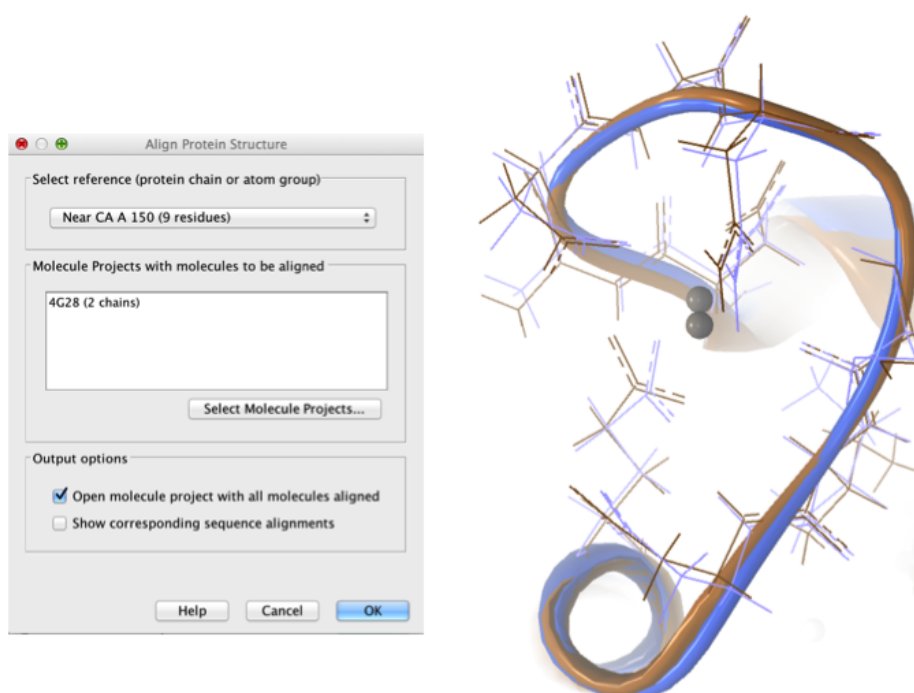 Align Protein Structure
Select reference (protein chain or atom group)
Near CA A 150 (9 residues)
Molecule Projects with molecules to be aligned
4G28 (2 chains)
Select Molecule Projects...
Output options
Open molecule project with all molecules aligned
Show corresponding sequence alignments
Help Cancel OK